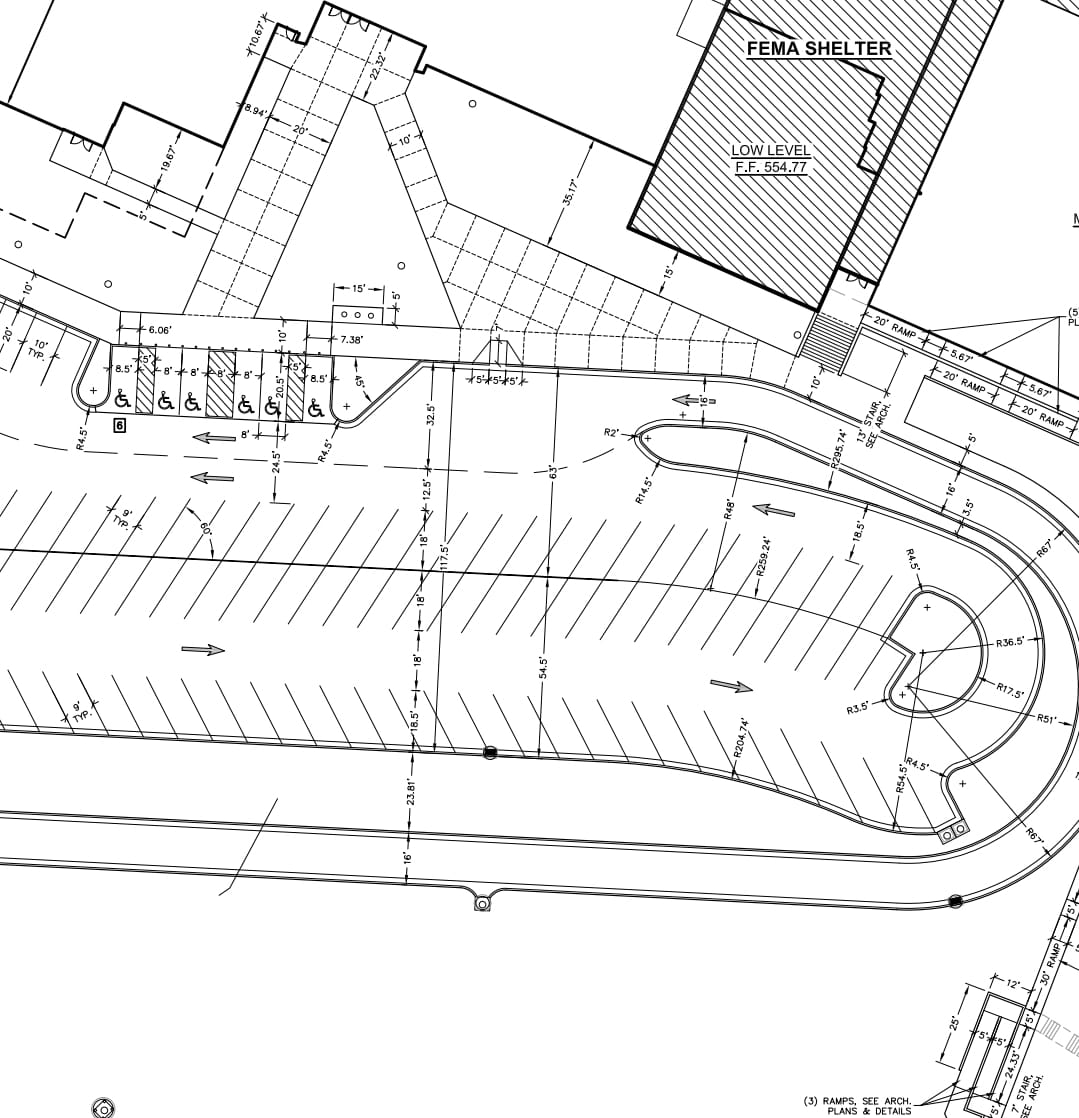 FEMA SHELTER
LOW LEVEL
F.F. 554.77
10.67'
22.32'
8.94'
20'
10'
19.67'
5'
35.17'
15'
10'
15'
5'
20'
10'
TYP.
6.06'
10'
7.38'
8.5'
5'
8'
8'
8'
8'
20.5'
5'
8.5'
45'
5'
5'
5'
6
R4.5'
8'
R4.5'
24.5'
32.5'
12.5'
63'
16'
R2'
R14.5'
R48'
R295.74'
10'
13' STAIR,
SEE ARCH.
20' RAMP
5.67'
20' RAMP
5.67'
20' RAMP
(5
PL
5'
16'
3.5'
18.5'
R67'
9'
TYP.
60°
18'
117.5'
R259.24'
R4.5'
18'
R36.5'
18'
54.5'
R17.5'
R3.5'
R51'
9'
TYP.
18.5'
R204.74'
R54.5'
R4.5'
23.81'
R67'
16'
5'
30' RAMP
12'
25'
5'
5'
5'
24.33'
5'
7' STAIR,
SEE ARCH.
(3) RAMPS, SEE ARCH.
PLANS & DETAILS